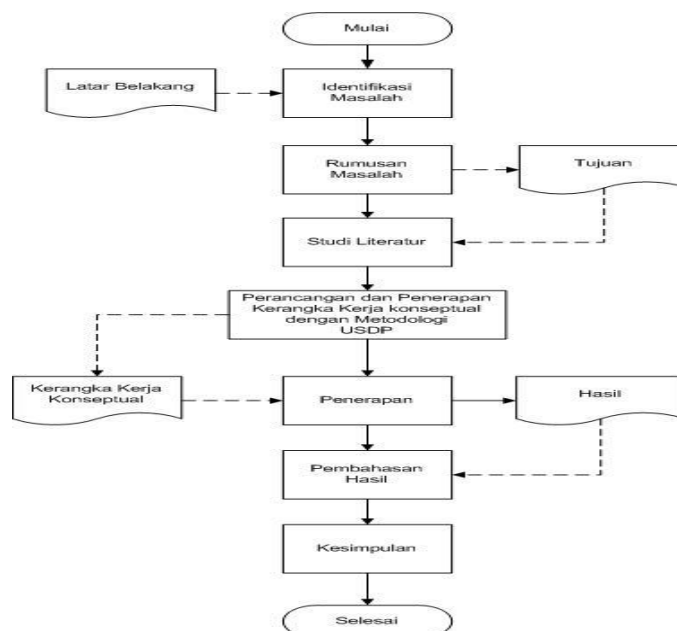 Mulai
Latar Belakang
Identifikasi
Masalah
Rumusan
Masalah
Tujuan
Studi Literatur
Perancangan dan Penerapan
Kerangka Kerja konseptual
dengan Metodologi
USDP
Kerangka Kerja
Konseptual
Penerapan
Hasil
Pembahasan
Hasil
Kesimpulan
Selesai